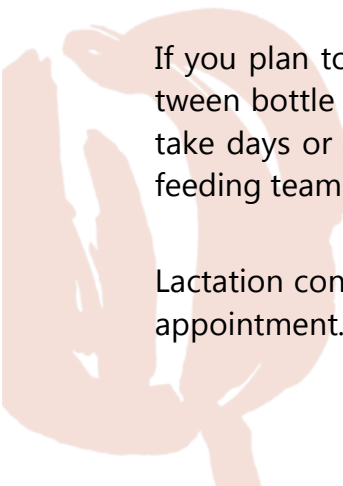 If you plan to
tween bottle
take days or
feeding team
Lactation con
appointment.